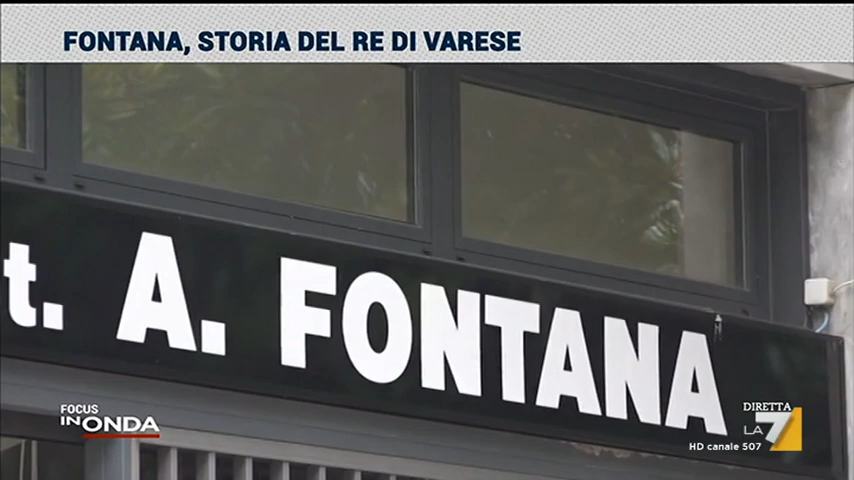 FONTANA, STORIA DEL RE DI VARESE
t. A. FONTANA
FOCUS
IN ONDA
DIRETTA
LA 7
HD canale 507